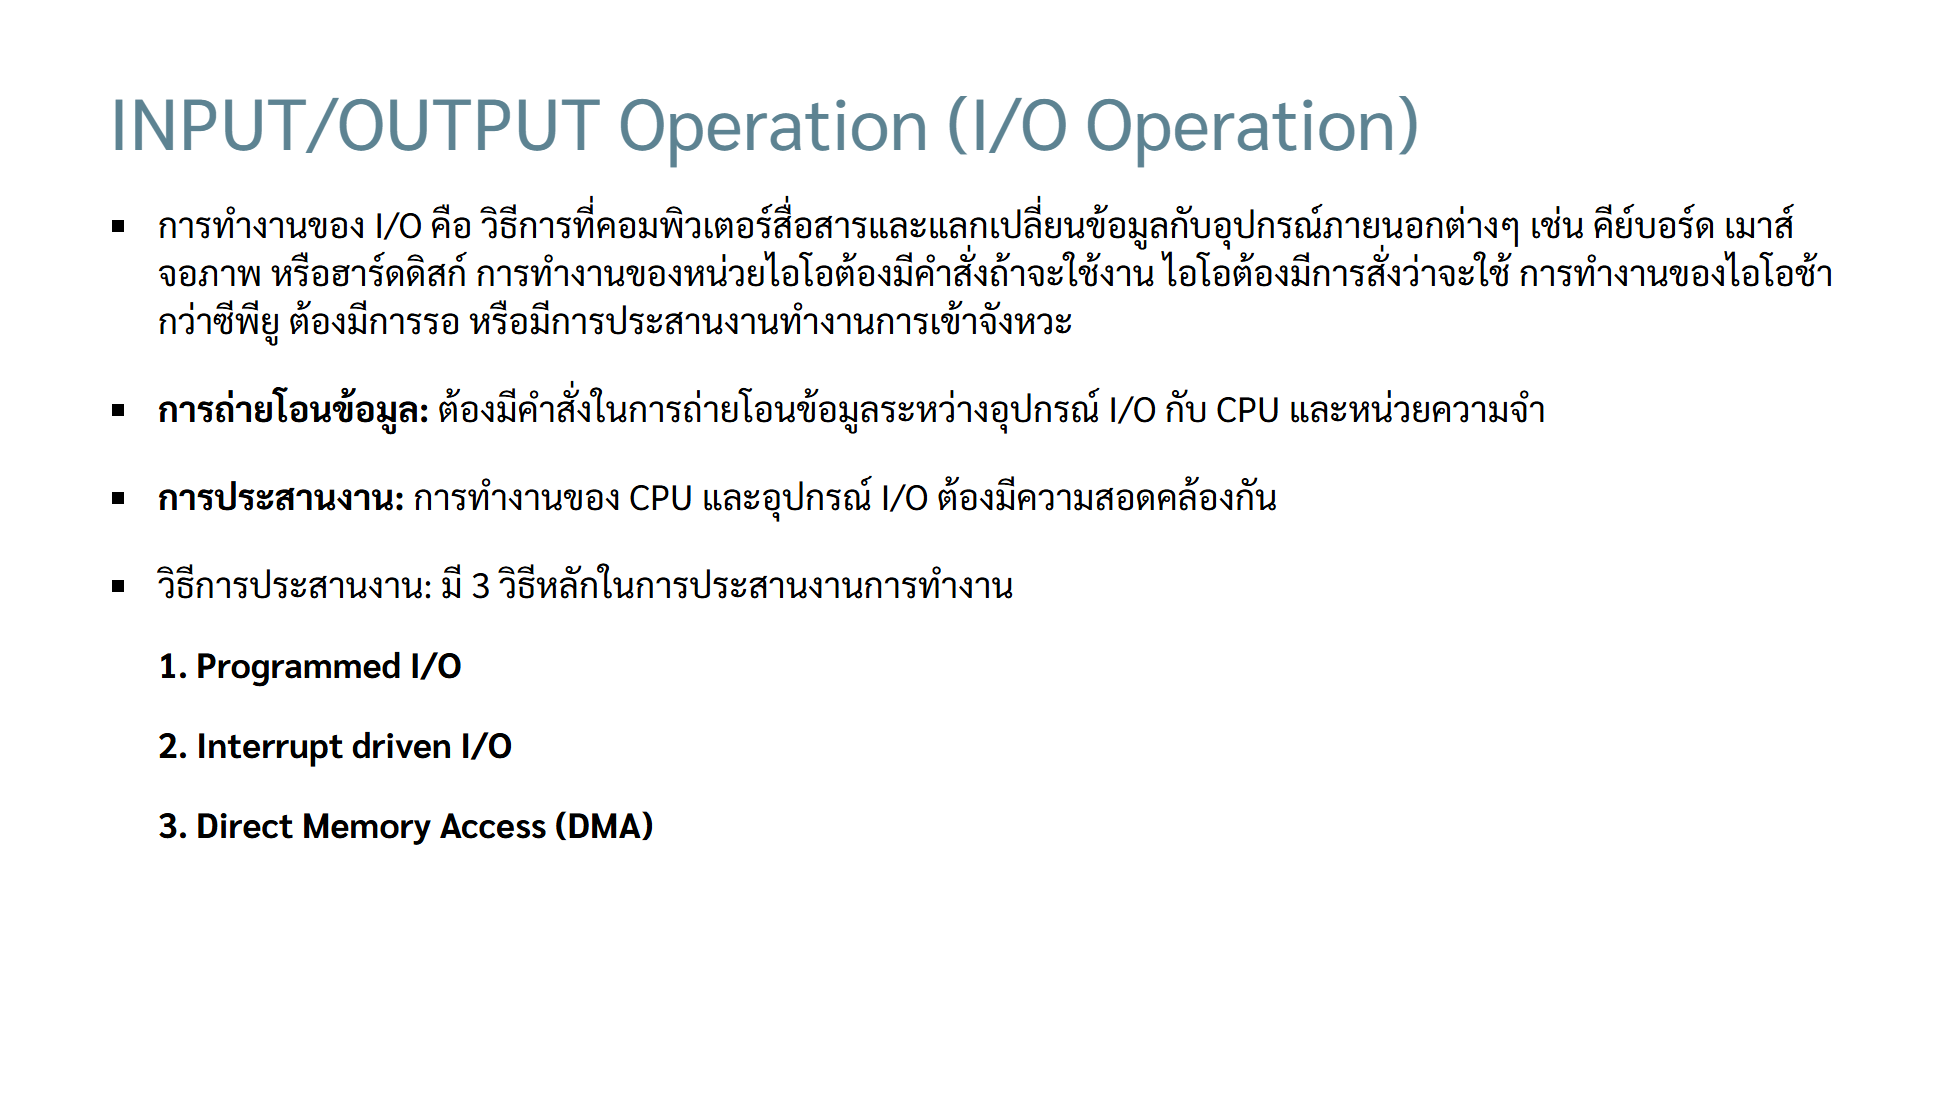 INPUT/OUTPUT Operation (I/O Operation)
▪ การทำงานของ I/O คือ วิธีการที่คอมพิวเตอร์สื่อสารและแลกเปลี่ยนข้อมูลกับอุปกรณ์ภายนอกต่างๆ เช่น คีย์บอร์ด เมาส์
จอภาพ หรือฮาร์ดดิสก์ การทำงานของหน่วยไอโอต้องมีคำสั่งถ้าจะใช้งาน ไอโอต้องมีการสั่งว่าจะใช้ การทำงานของไอโอช้า
กว่าซีพียู ต้องมีการรอ หรือมีการประสานงานทำงานการเข้าจังหวะ
▪ การถ่ายโอนข้อมูล: ต้องมีคำสั่งในการถ่ายโอนข้อมูลระหว่างอุปกรณ์ I/O กับ CPU และหน่วยความจำ
▪ การประสานงาน: การทำงานของ CPU และอุปกรณ์ I/O ต้องมีความสอดคล้องกัน
▪ วิธีการประสานงาน: มี 3 วิธีหลักในการประสานงานการทำงาน
1. Programmed I/O
2. Interrupt driven I/O
3. Direct Memory Access (DMA)